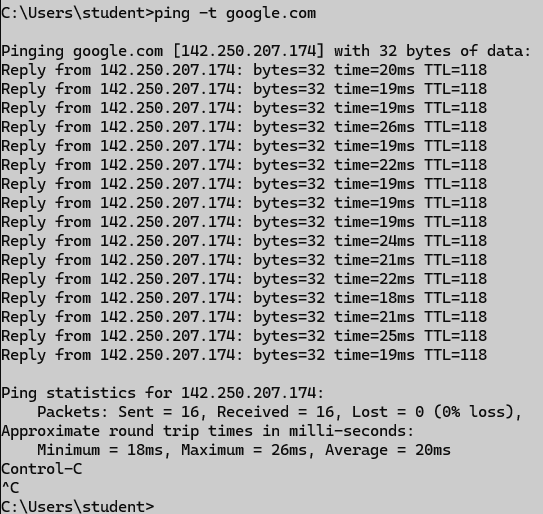 C:\Users\student>ping -t google.com
Pinging google.com [142.250.207.174] with 32 bytes of data:
Reply from 142.250.207.174: bytes=32 time=20ms TTL=118
Reply from 142.250.207.174: bytes=32 time=19ms TTL=118
Reply from 142.250.207.174: bytes=32 time=19ms TTL=118
Reply from 142.250.207.174: bytes=32 time=26ms TTL=118
Reply from 142.250.207.174: bytes=32 time=19ms TTL=118
Reply from 142.250.207.174: bytes=32 time=22ms TTL=118
Reply from 142.250.207.174: bytes=32 time=19ms TTL=118
Reply from 142.250.207.174: bytes=32 time=19ms TTL=118
Reply from 142.250.207.174: bytes=32 time=19ms TTL=118
Reply from 142.250.207.174: bytes=32 time=24ms TTL=118
Reply from 142.250.207.174: bytes=32 time=21ms TTL=118
Reply from 142.250.207.174: bytes=32 time=22ms TTL=118
Reply from 142.250.207.174: bytes=32 time=18ms TTL=118
Reply from 142.250.207.174: bytes=32 time=21ms TTL=118
Reply from 142.250.207.174: bytes=32 time=25ms TTL=118
Reply from 142.250.207.174: bytes=32 time=19ms TTL=118
Ping statistics for 142.250.207.174:
    Packets: Sent = 16, Received = 16, Lost = 0 (0% loss),
Approximate round trip times in milli-seconds:
    Minimum = 18ms, Maximum = 26ms, Average = 20ms
Control-C
^C
C:\Users\student>